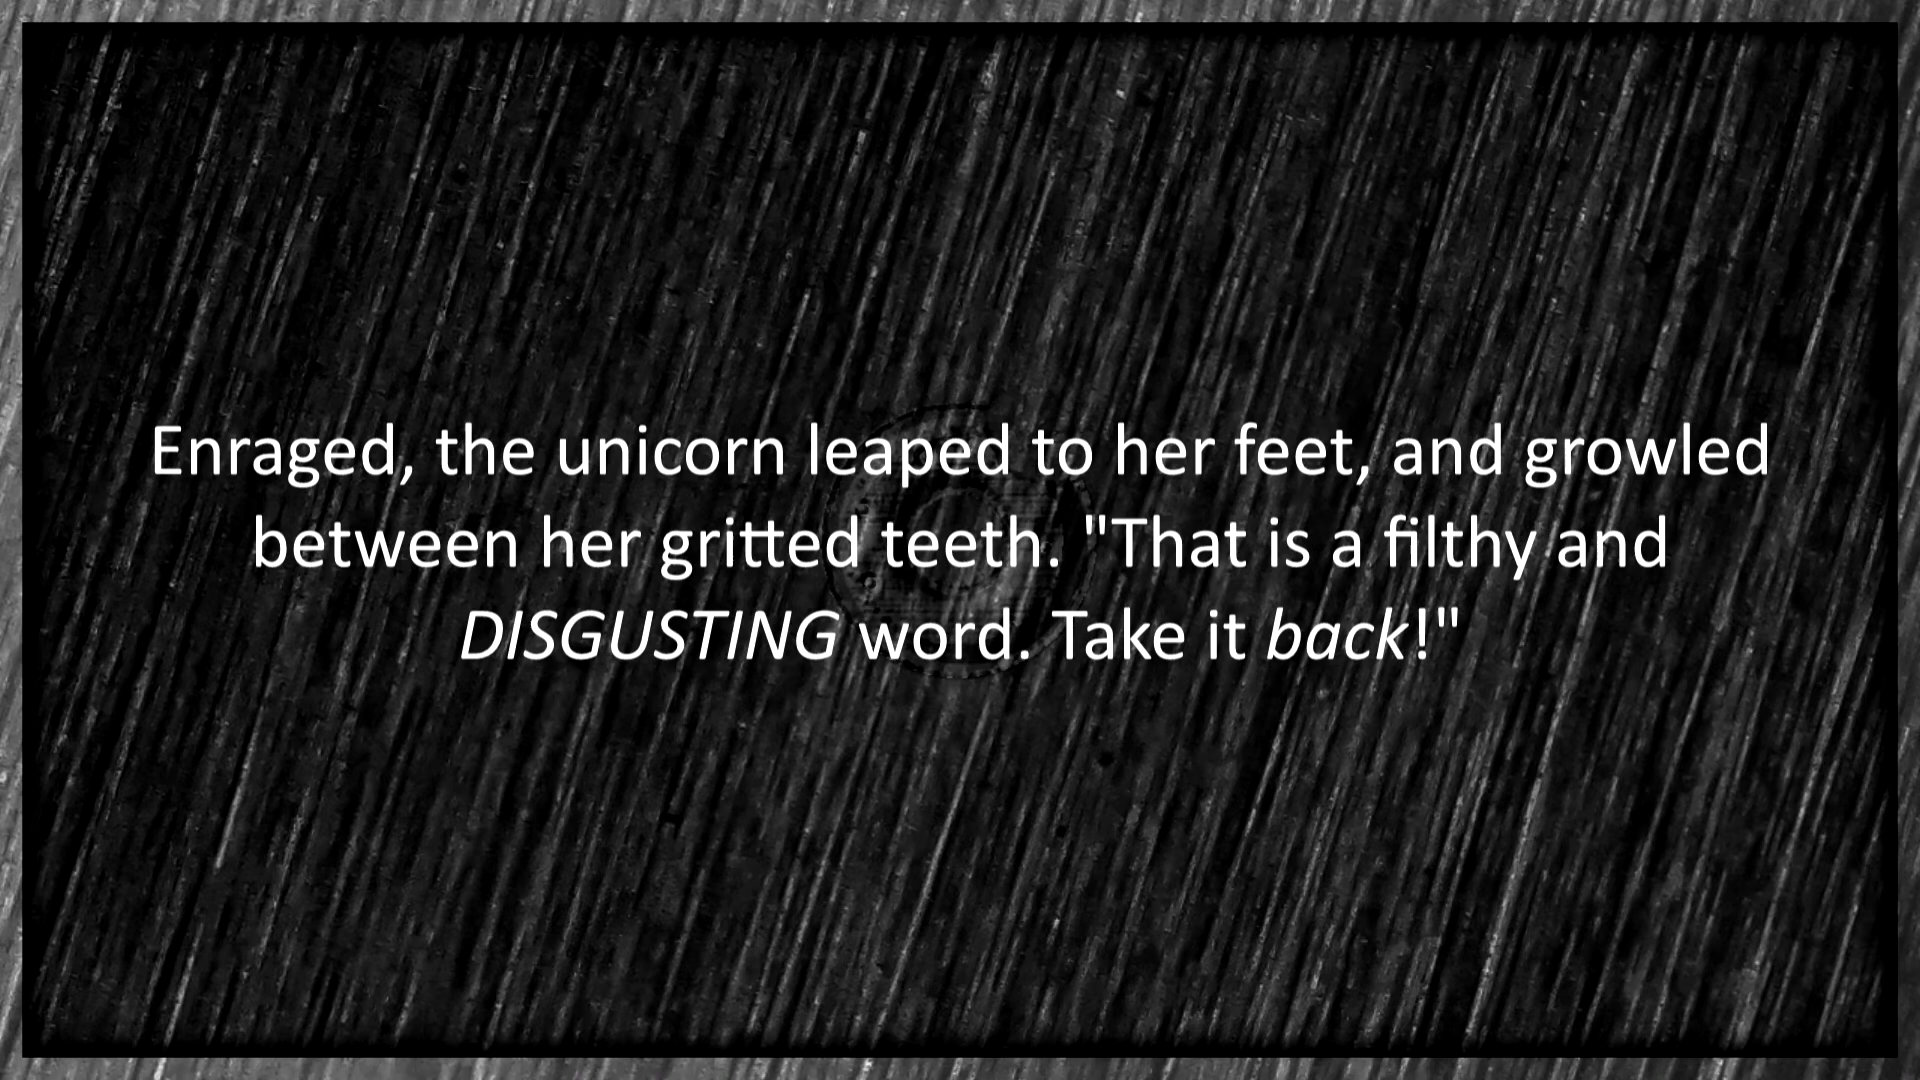 Enraged, the unicorn leaped to her feet, and growled
between her gritted teeth. "That is a filthy and
DISGUSTING word. Take it back!"